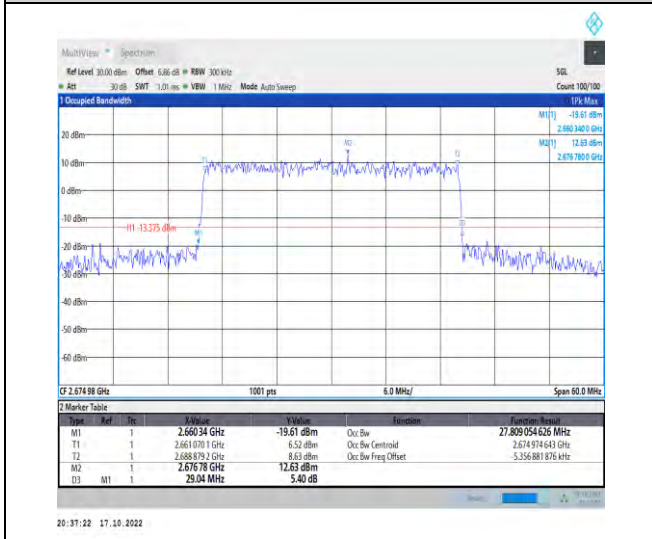 MultiView Spectrum
Ref Level 30.00 dBm Offset 6.86 dB RBW 300 kHz SGL
Att 30 dB SWT 1.01 ms VBW 1 MHz Mode Auto Sweep Count 100/100
1 Occupied Bandwidth 1Pk Max
M1[1] -19.61 dBm
2.660 340 0 GHz
20 dBm
M2[1] 12.63 dBm
2.676 780 0 GHz
M2
T1
T2
10 dBm
0 dBm
-10 dBm
D3
H1 -13.375 dBm
M1
-20 dBm
-30 dBm
-40 dBm
-50 dBm
-60 dBm
CF 2.674 98 GHz 1001 pts 6.0 MHz/ Span 60.0 MHz
2 Marker Table
Type Ref Trc X-Value Y-Value Function Function Result
M1 1 2.660 34 GHz -19.61 dBm Occ Bw 27.809 054 626 MHz
T1 1 2.661 070 1 GHz 6.52 dBm Occ Bw Centroid 2.674 974 643 GHz
T2 1 2.688 879 2 GHz 8.63 dBm Occ Bw Freq Offset -5.356 881 876 kHz
M2 1 2.676 78 GHz 12.63 dBm
D3 M1 1 29.04 MHz 5.40 dB
20:37:22 17.10.2022